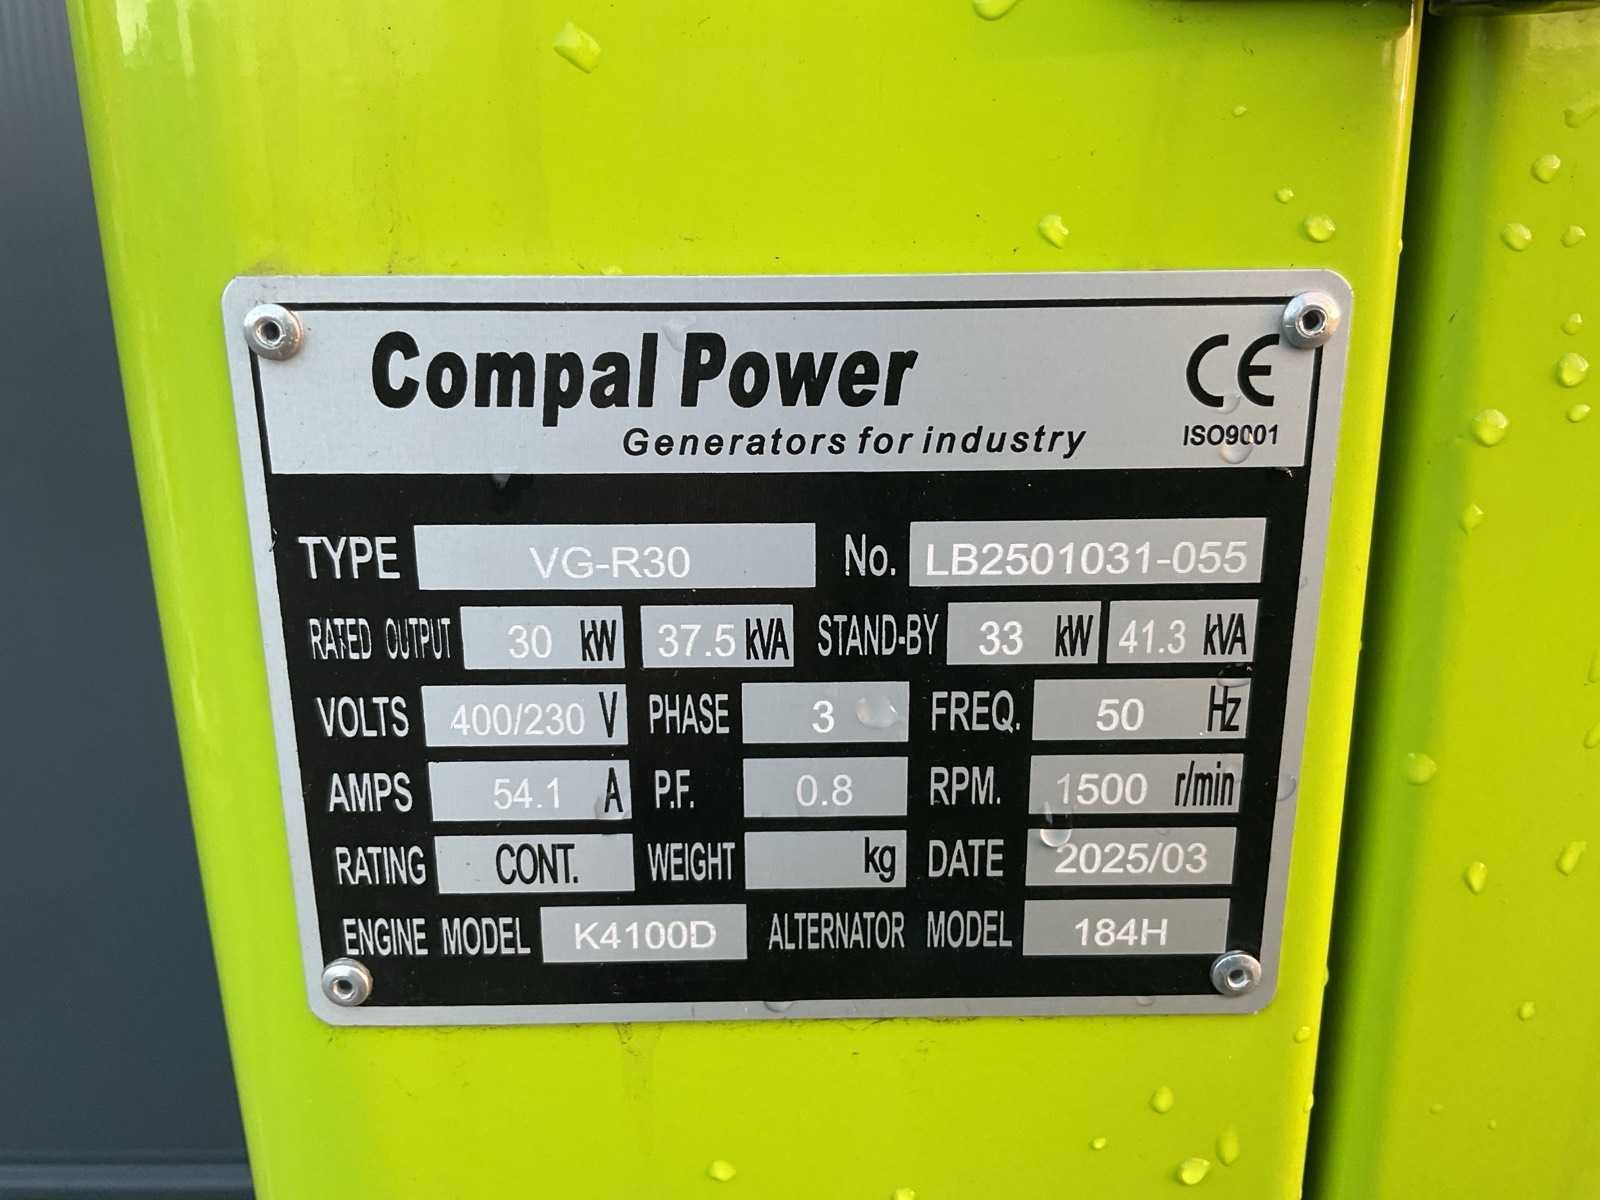 Compal Power
Generators for industry
CE
ISO9001
TYPE VG-R30 No. LB2501031-055
RATED OUTPUT 30 kW 37.5 kVA STAND-BY 33 kW 41.3 kVA
VOLTS 400/230 V PHASE 3 FREQ. 50 Hz
AMPS 54.1 A P.F. 0.8 RPM. 1500 r/min
RATING CONT. WEIGHT kg DATE 2025/03
ENGINE MODEL K4100D ALTERNATOR MODEL 184H